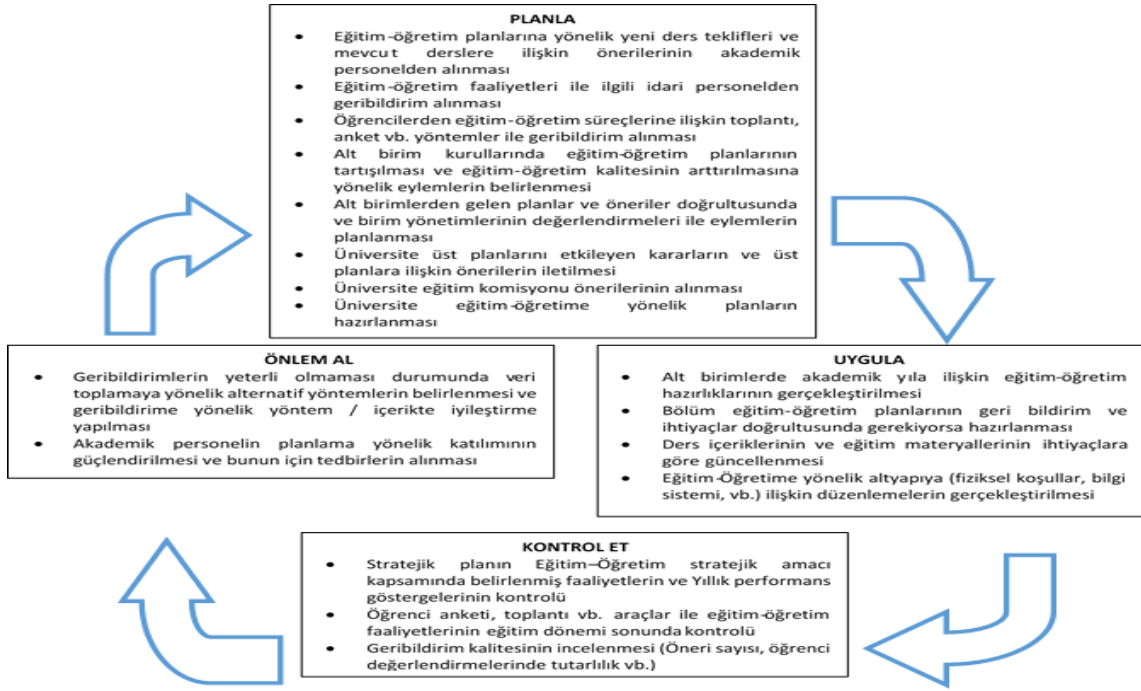 PLANLA
• Eğitim-öğretim planlarına yönelik yeni ders teklifleri ve
mevcut derslere ilişkin önerilerinin akademik
personelden alınması
• Eğitim-öğretim faaliyetleri ile ilgili idari personelden
geribildirim alınması
• Öğrencilerden eğitim-öğretim süreçlerine ilişkin toplantı,
anket vb. yöntemler ile geribildirim alınması
• Alt birim kurullarında eğitim-öğretim planlarının
tartışılması ve eğitim-öğretim kalitesinin arttırılmasına
yönelik eylemlerin belirlenmesi
• Alt birimlerden gelen planlar ve öneriler doğrultusunda
ve birim yönetimlerinin değerlendirmeleri ile eylemlerin
planlanması
• Üniversite üst planlarını etkileyen kararların ve üst
planlara ilişkin önerilerin iletilmesi
• Üniversite eğitim komisyonu önerilerinin alınması
• Üniversite eğitim-öğretime yönelik planların
hazırlanması
ÖNLEM AL
• Geribildirimlerin yeterli olmaması durumunda veri
toplamaya yönelik alternatif yöntemlerin belirlenmesi ve
geribildirime yönelik yöntem / içerikte iyileştirme
yapılması
• Akademik personelin planlama yönelik katılımının
güçlendirilmesi ve bunun için tedbirlerin alınması
UYGULA
• Alt birimlerde akademik yıla ilişkin eğitim-öğretim
hazırlıklarının gerçekleştirilmesi
• Bölüm eğitim-öğretim planlarının geri bildirim ve
ihtiyaçlar doğrultusunda gerekiyorsa hazırlanması
• Ders içeriklerinin ve eğitim materyallerinin ihtiyaçlara
göre güncellenmesi
• Eğitim-Öğretime yönelik altyapıya (fiziksel koşullar, bilgi
sistemi, vb.) ilişkin düzenlemelerin gerçekleştirilmesi
KONTROL ET
• Stratejik planın Eğitim–Öğretim stratejik amacı
kapsamında belirlenmiş faaliyetlerin ve Yıllık performans
göstergelerinin kontrolü
• Öğrenci anketi, toplantı vb. araçlar ile eğitim-öğretim
faaliyetlerinin eğitim dönemi sonunda kontrolü
• Geribildirim kalitesinin incelenmesi (Öneri sayısı, öğrenci
değerlendirmelerinde tutarlılık vb.)